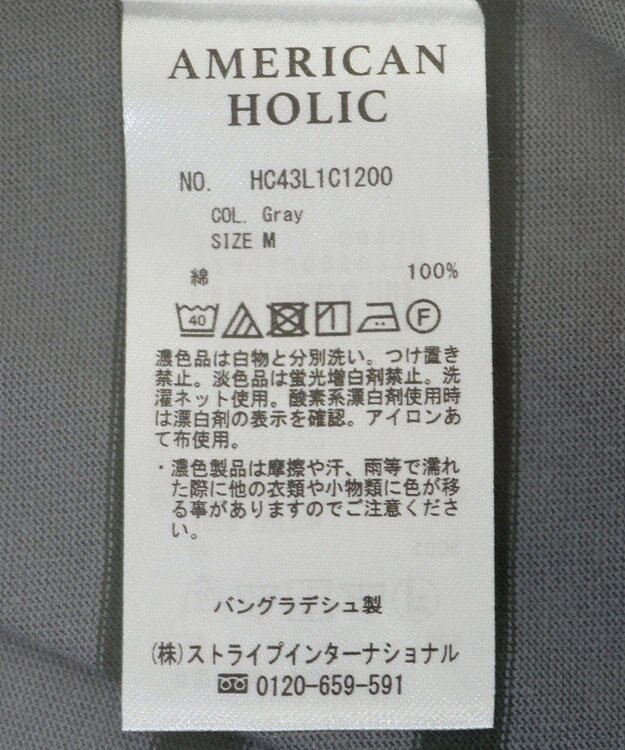 AMERICAN
HOLIC
NO. HC43L1C1200
COL. Gray
SIZE M
綿 100%
40 F
濃色品は白物と分別洗い。つけ置き
禁止。淡色品は蛍光増白剤禁止。洗
濯ネット使用。酸素系漂白剤使用時
は漂白剤の表示を確認。アイロンあ
て布使用。
・濃色製品は摩擦や汗、雨等で濡れ
た際に他の衣類や小物類に色が移
る事がありますのでご注意くださ
い。
バングラデシュ製
(株)ストライプインターナショナル
0120-659-591